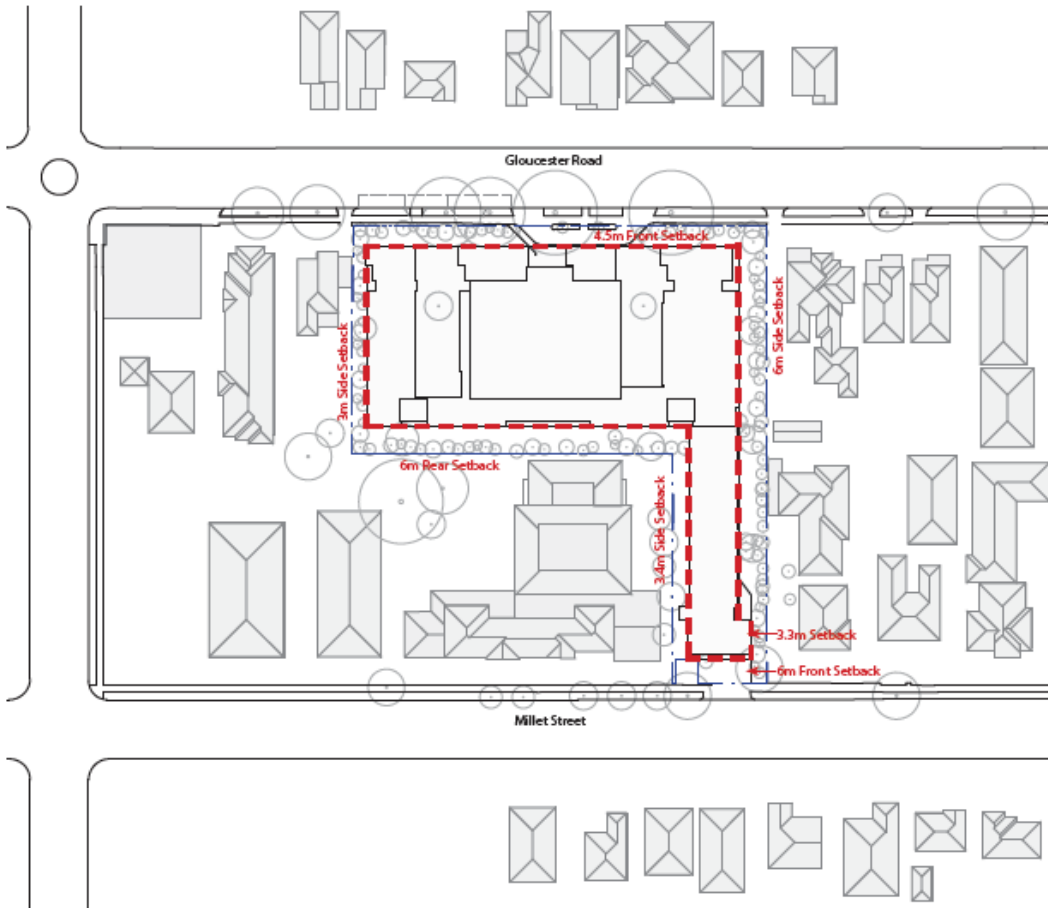 Gloucester Road
4.5m Front Setback
3m Side Setback
6m Side Setback
6m Rear Setback
3.4m Side Setback
3.3m Setback
6m Front Setback
Millet Street